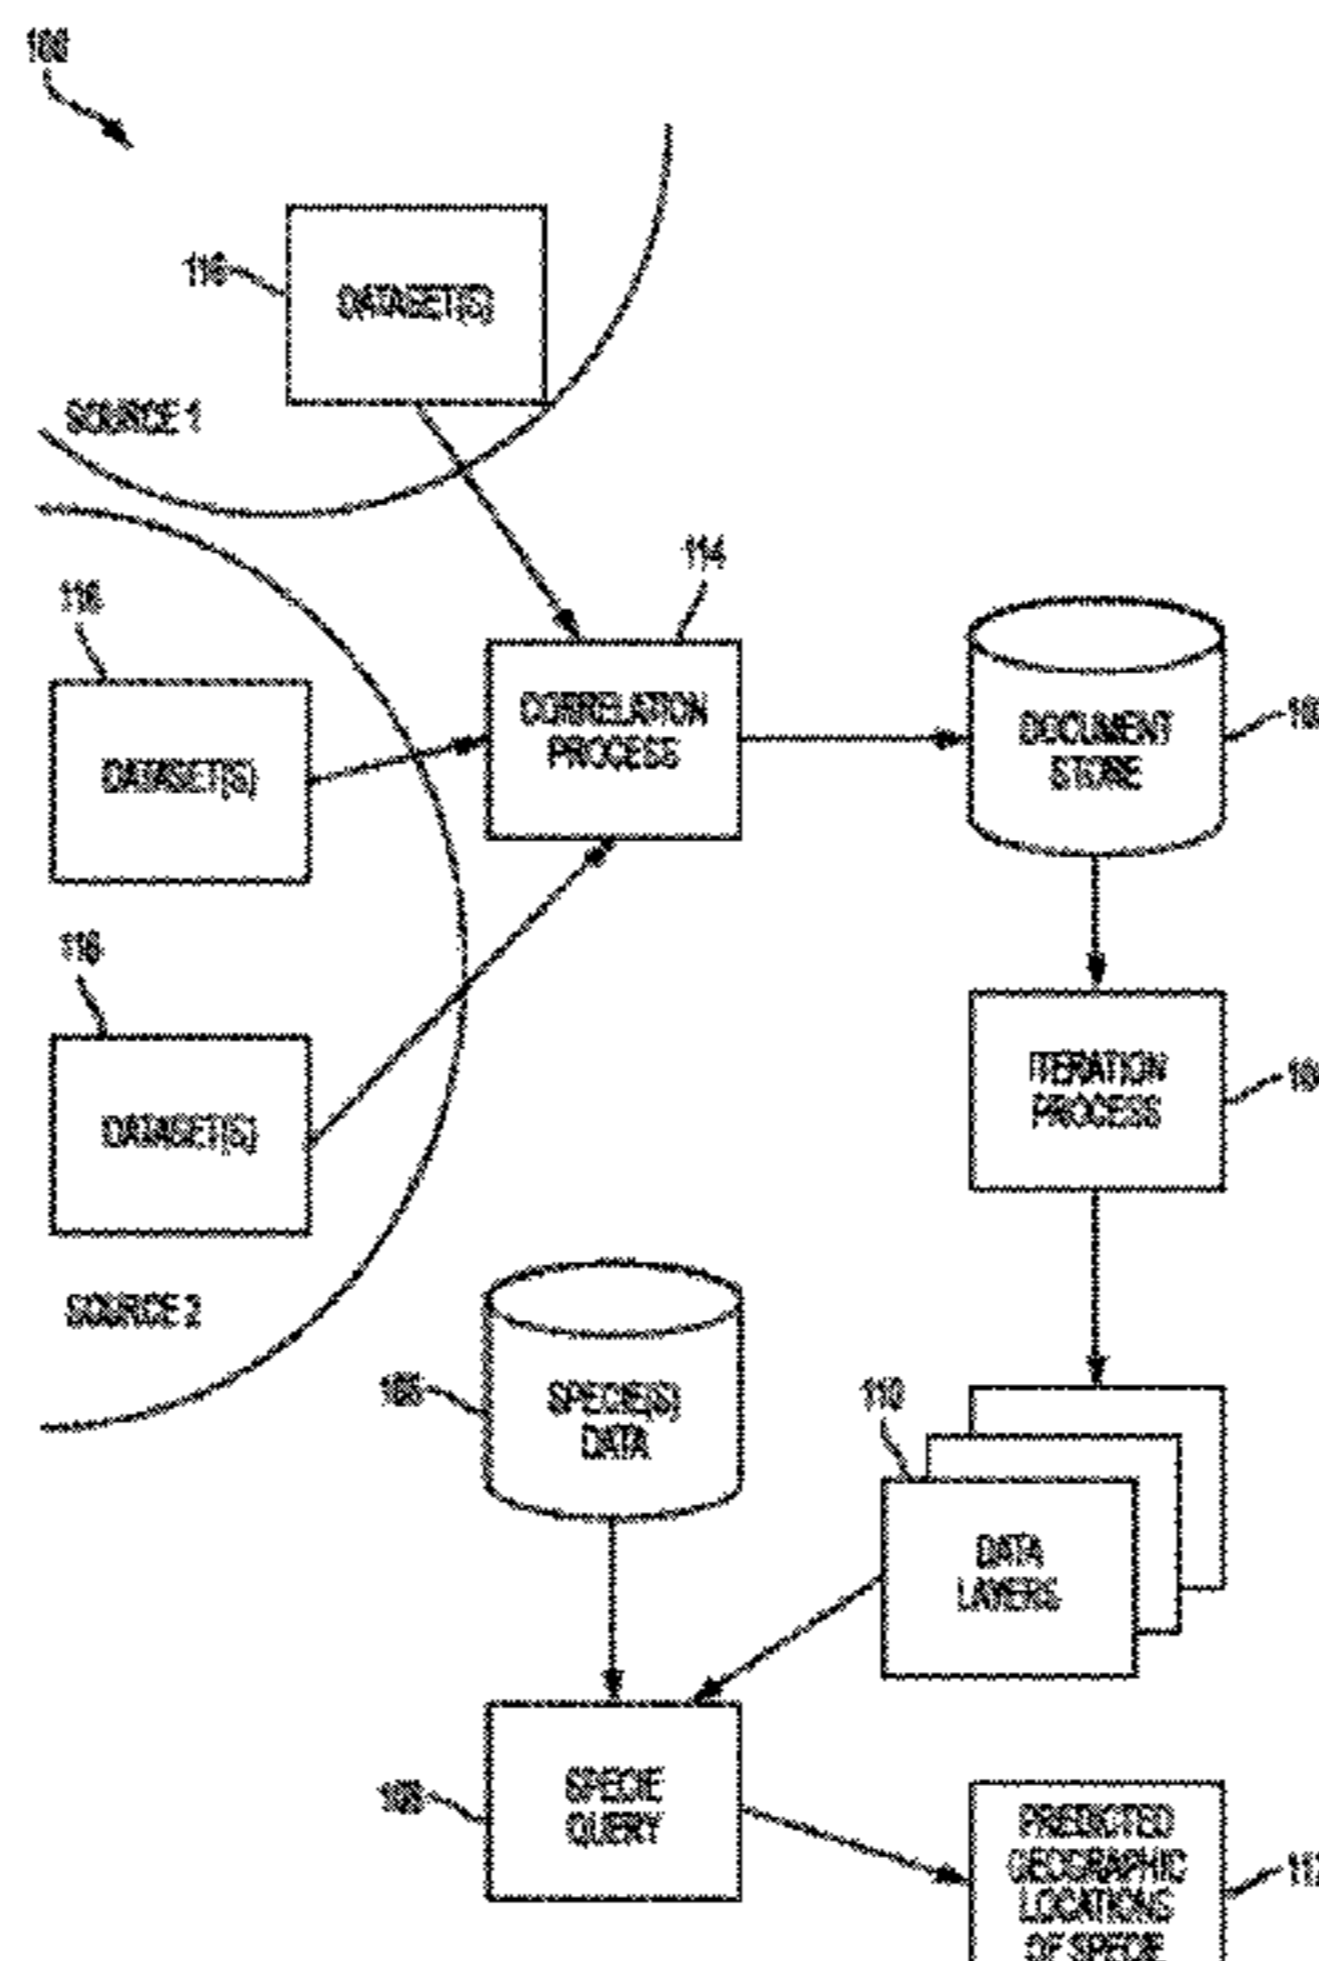 100
116
DATASET(S)
SOURCE 1
114
116
CORRELATION
PROCESS
DOCUMENT
STORE
DATASET(S)
116
ITERATION
PROCESS
DATASET(S)
SOURCE 2
SPECIE(S)
DATA
110
DATA
LAYERS
SPECIE
QUERY
PREDICTED
GEOGRAPHIC
LOCATIONS
OF SPECIE